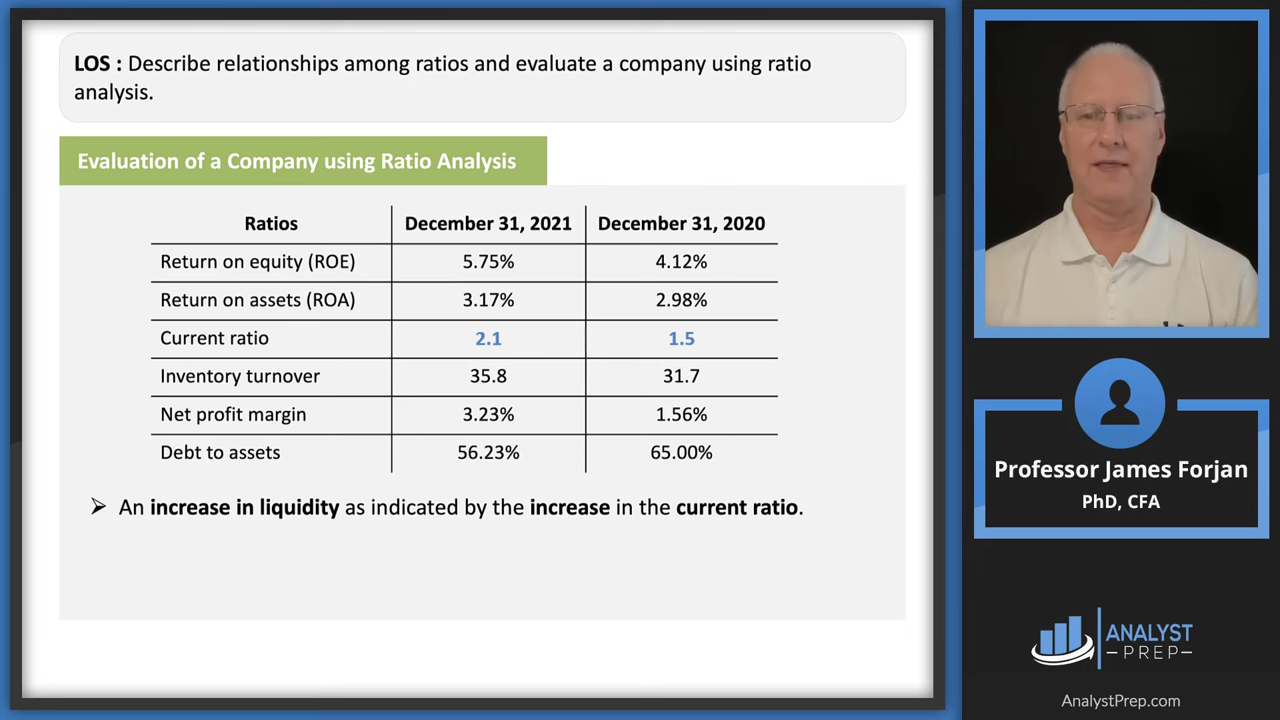 LOS : Describe relationships among ratios and evaluate a company using ratio
analysis.
Evaluation of a Company using Ratio Analysis
Ratios December 31, 2021 December 31, 2020
Return on equity (ROE) 5.75% 4.12%
Return on assets (ROA) 3.17% 2.98%
Current ratio 2.1 1.5
Inventory turnover 35.8 31.7
Net profit margin 3.23% 1.56%
Debt to assets 56.23% 65.00%
➢ An increase in liquidity as indicated by the increase in the current ratio.
Professor James Forjan
PhD, CFA
ANALYST
–PREP–
AnalystPrep.com